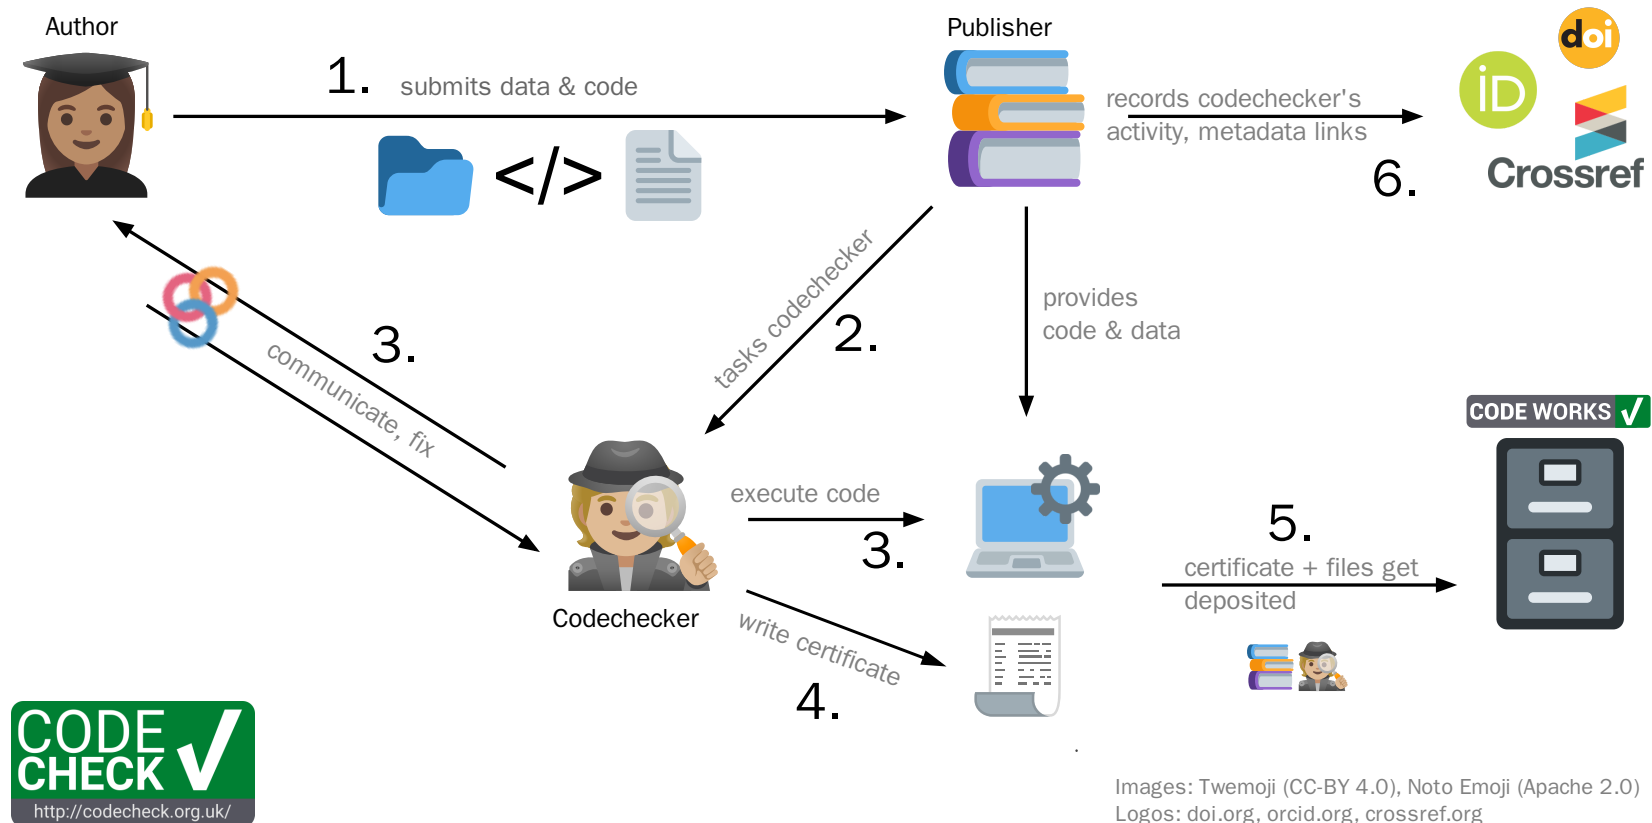 Author
Publisher
1.
submits data & code
</>
records codechecker's
activity, metadata links
6.
iD
doi
Crossref
tasks codechecker
2.
provides
code & data
3.
communicate, fix
CODE WORKS
execute code
3.
5.
certificate + files get
deposited
Codechecker
write certificate
4.
CODE
CHECK
http://codecheck.org.uk/
Images: Twemoji (CC-BY 4.0), Noto Emoji (Apache 2.0)
Logos: doi.org, orcid.org, crossref.org